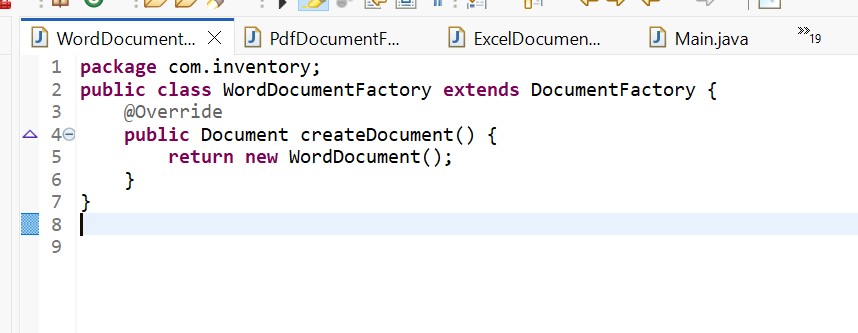 WordDocument... PdfDocumentF... ExcelDocumen... Main.java »19
1 package com.inventory;
2 public class WordDocumentFactory extends DocumentFactory {
3     @Override
4     public Document createDocument() {
5         return new WordDocument();
6     }
7 }
8
9